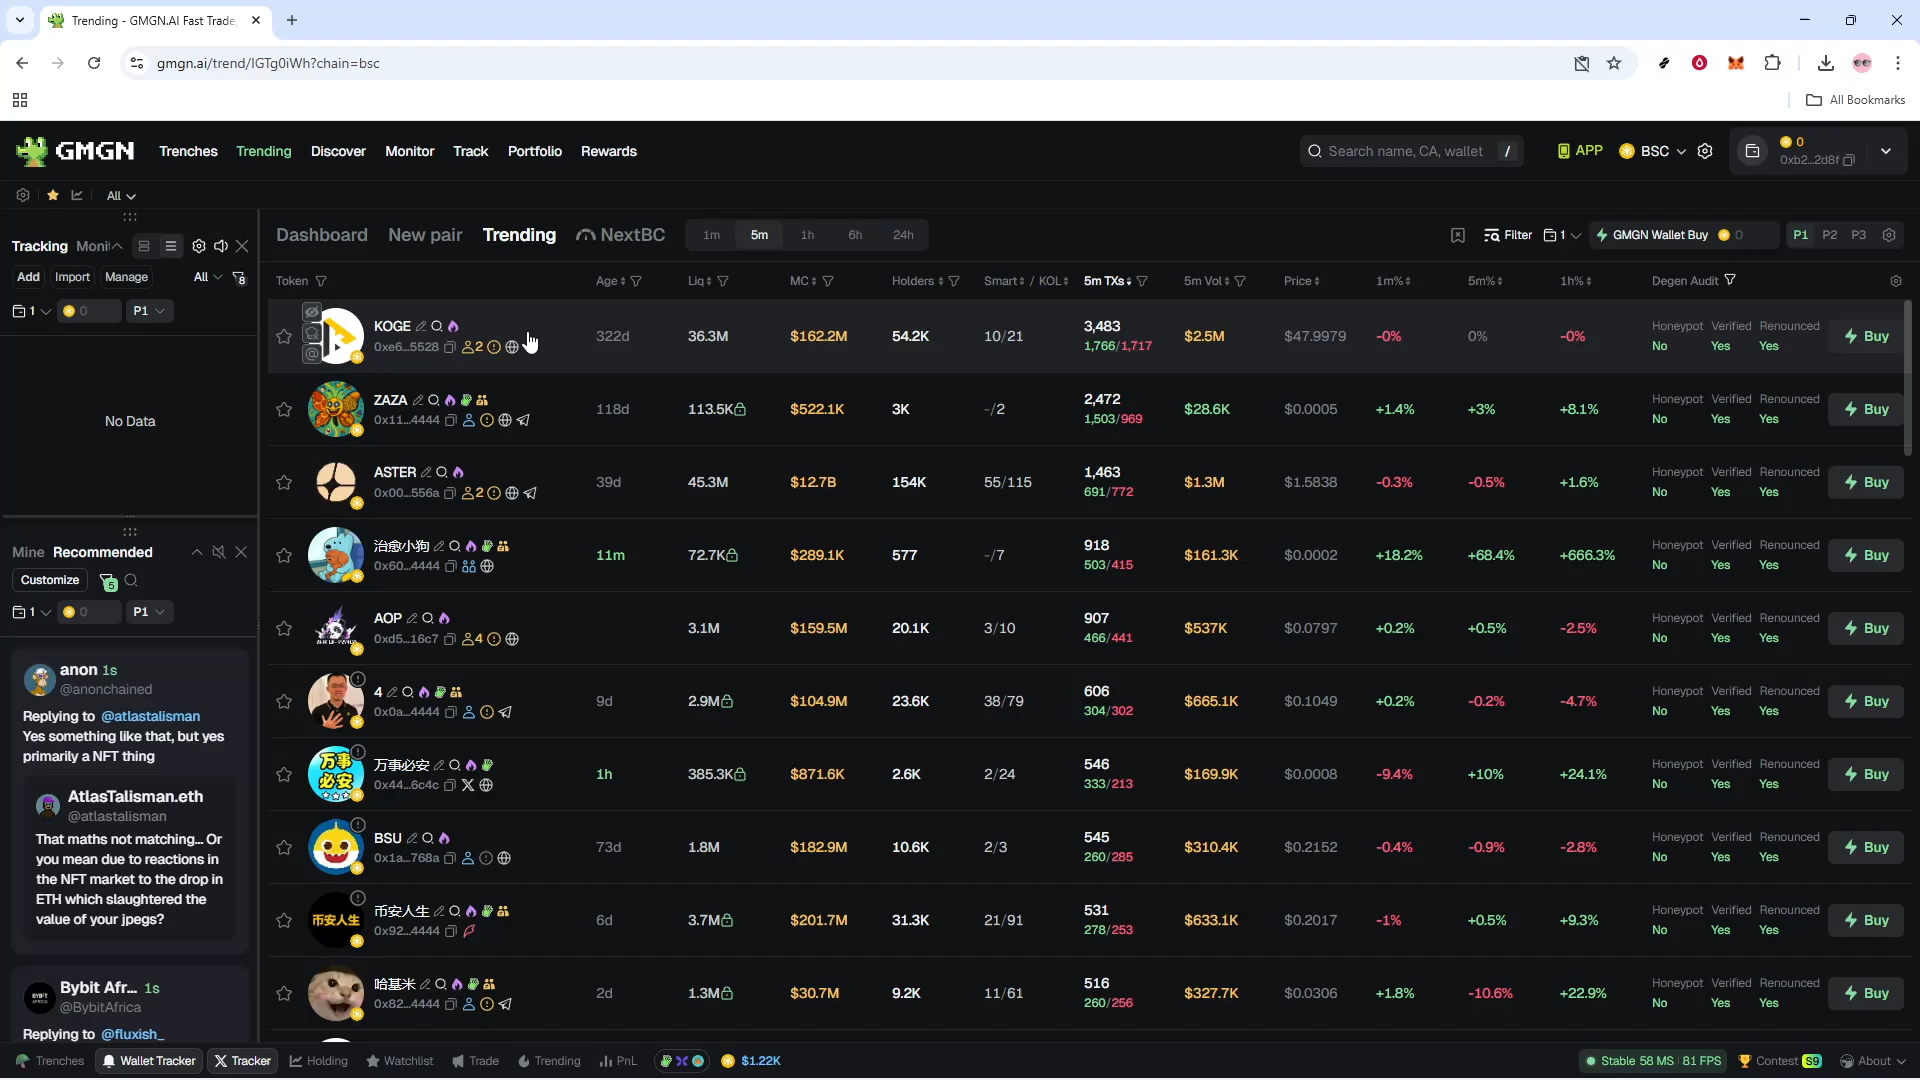 Trending - GMGN.AI Fast Trade
gmgn.ai/trend/IGTg0iWh?chain=bsc
All Bookmarks
GMGN Trenches Trending Discover Monitor Track Portfolio Rewards Search name, CA, wallet / APP BSC 0
0xb2...2d8f
All
Tracking Monit
Add Import Manage All 8
1 0 P1
No Data
Mine Recommended
Customize 5
1 0 P1
anon 1s
@anonchained
Replying to @atlastalisman
Yes something like that, but yes
primarily a NFT thing
AtlasTalisman.eth
@atlastalisman
That maths not matching... Or
you mean due to reactions in
the NFT market to the drop in
ETH which slaughtered the
value of your jpegs?
Bybit Afr... 1s
@BybitAfrica
Replying to @fluxish_
Dashboard New pair Trending NextBC 1m 5m 1h 6h 24h Filter 1 GMGN Wallet Buy 0 P1 P2 P3
Token Age Liq MC Holders Smart / KOL 5m TXs 5m Vol Price 1m% 5m% 1h% Degen Audit
KOGE 322d 36.3M $162.2M 54.2K 10/21 3,483 $2.5M $47.9979 -0% 0% -0% Honeypot Verified Renounced Buy
0xe6...5528 2 1,766/1,717 No Yes Yes
ZAZA 118d 113.5K $522.1K 3K -/2 2,472 $28.6K $0.0005 +1.4% +3% +8.1% Honeypot Verified Renounced Buy
0x11...4444 1,503/969 No Yes Yes
ASTER 39d 45.3M $12.7B 154K 55/115 1,463 $1.3M $1.5838 -0.3% -0.5% +1.6% Honeypot Verified Renounced Buy
0x00...556a 2 691/772 No Yes Yes
治愈小狗 11m 72.7K $289.1K 577 -/7 918 $161.3K $0.0002 +18.2% +68.4% +666.3% Honeypot Verified Renounced Buy
0x60...4444 503/415 No Yes Yes
AOP 3.1M $159.5M 20.1K 3/10 907 $537K $0.0797 +0.2% +0.5% -2.5% Honeypot Verified Renounced Buy
0xd5...16c7 4 466/441 No Yes Yes
4 9d 2.9M $104.9M 23.6K 38/79 606 $665.1K $0.1049 +0.2% -0.2% -4.7% Honeypot Verified Renounced Buy
0x0a...4444 304/302 No Yes Yes
万事必安 万事必安 1h 385.3K $871.6K 2.6K 2/24 546 $169.9K $0.0008 -9.4% +10% +24.1% Honeypot Verified Renounced Buy
0x44...6c4c 333/213 No Yes Yes
BSU 73d 1.8M $182.9M 10.6K 2/3 545 $310.4K $0.2152 -0.4% -0.9% -2.8% Honeypot Verified Renounced Buy
0x1a...768a 260/285 No Yes Yes
币安人生 币安人生 6d 3.7M $201.7M 31.3K 21/91 531 $633.1K $0.2017 -1% +0.5% +9.3% Honeypot Verified Renounced Buy
0x92...4444 278/253 No Yes Yes
哈基米 2d 1.3M $30.7M 9.2K 11/61 516 $327.7K $0.0306 +1.8% -10.6% +22.9% Honeypot Verified Renounced Buy
0x82...4444 260/256 No Yes Yes
Trenches Wallet Tracker Tracker Holding Watchlist Trade Trending PnL $1.22K Stable 58 MS 81 FPS Contest S9 About